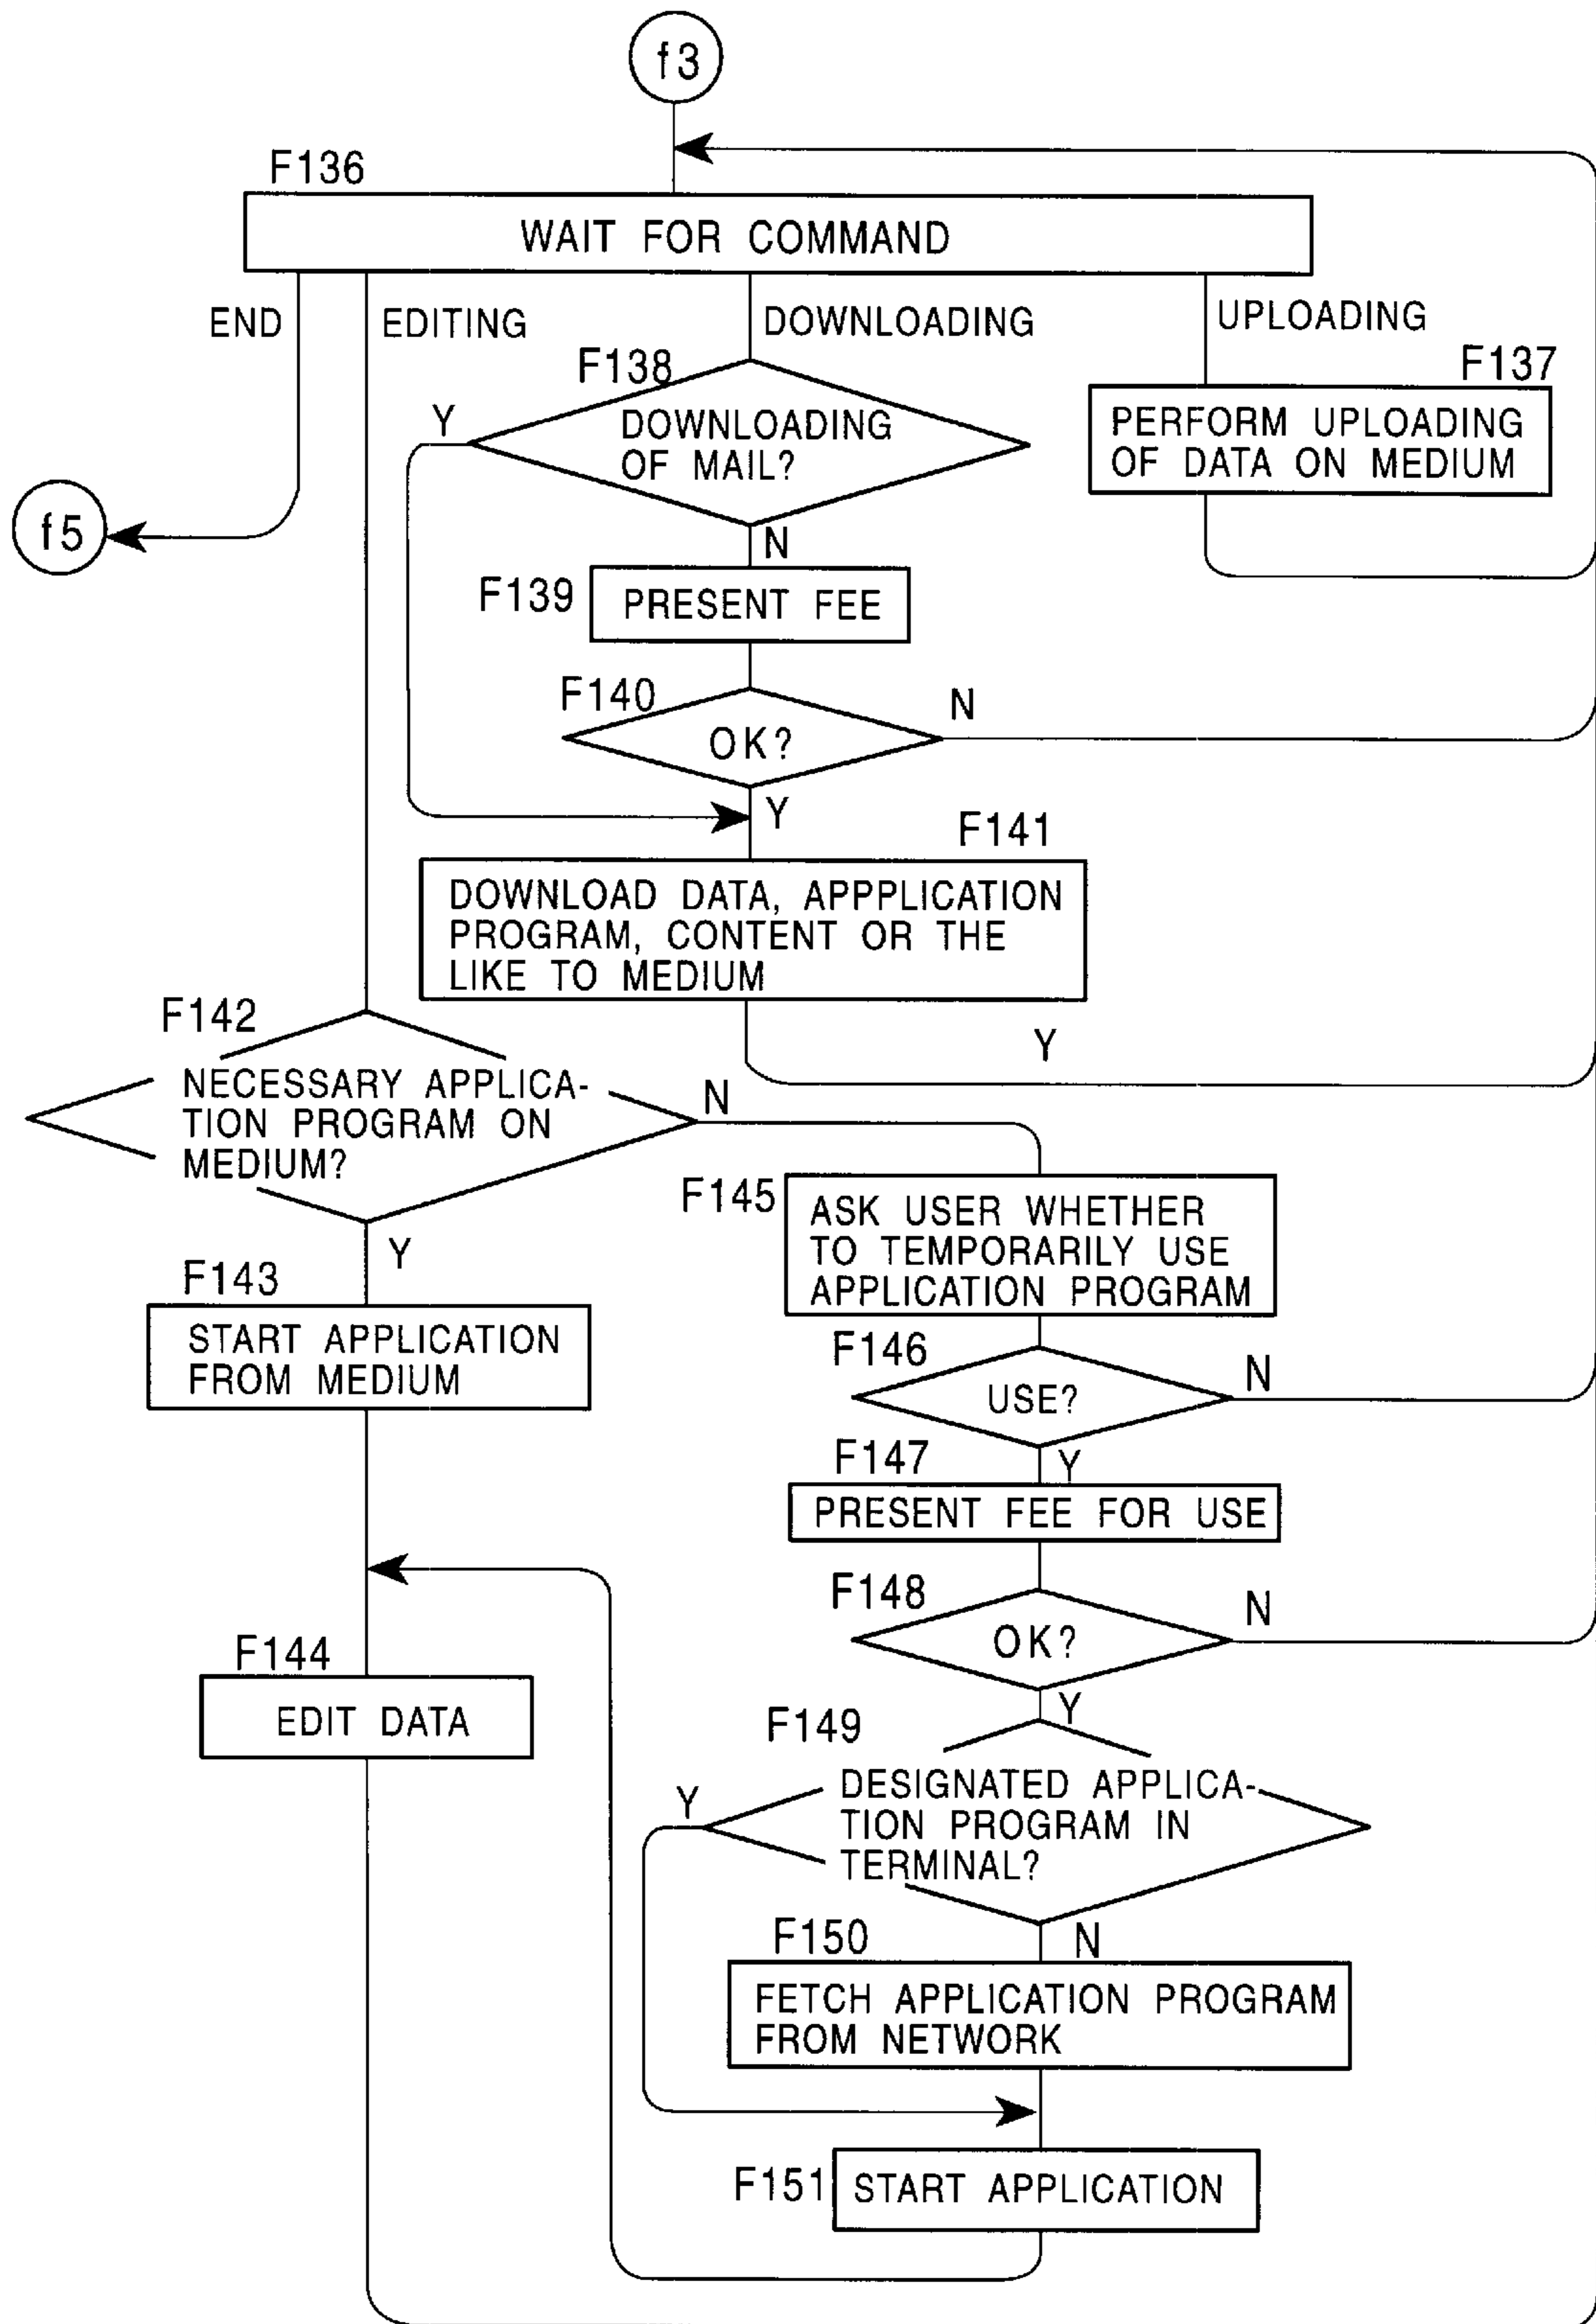 f3
F136
WAIT FOR COMMAND
END
EDITING
DOWNLOADING
UPLOADING
F138
F137
Y
DOWNLOADING
OF MAIL?
PERFORM UPLOADING
OF DATA ON MEDIUM
f5
N
F139
PRESENT FEE
F140
N
OK?
Y
F141
DOWNLOAD DATA, APPPLICATION
PROGRAM, CONTENT OR THE
LIKE TO MEDIUM
F142
Y
NECESSARY APPLICA-
TION PROGRAM ON
MEDIUM?
N
F145
ASK USER WHETHER
TO TEMPORARILY USE
APPLICATION PROGRAM
Y
F143
START APPLICATION
FROM MEDIUM
F146
N
USE?
F147
Y
PRESENT FEE FOR USE
F148
N
OK?
F144
EDIT DATA
Y
F149
Y
DESIGNATED APPLICA-
TION PROGRAM IN
TERMINAL?
F150
N
FETCH APPLICATION PROGRAM
FROM NETWORK
F151
START APPLICATION